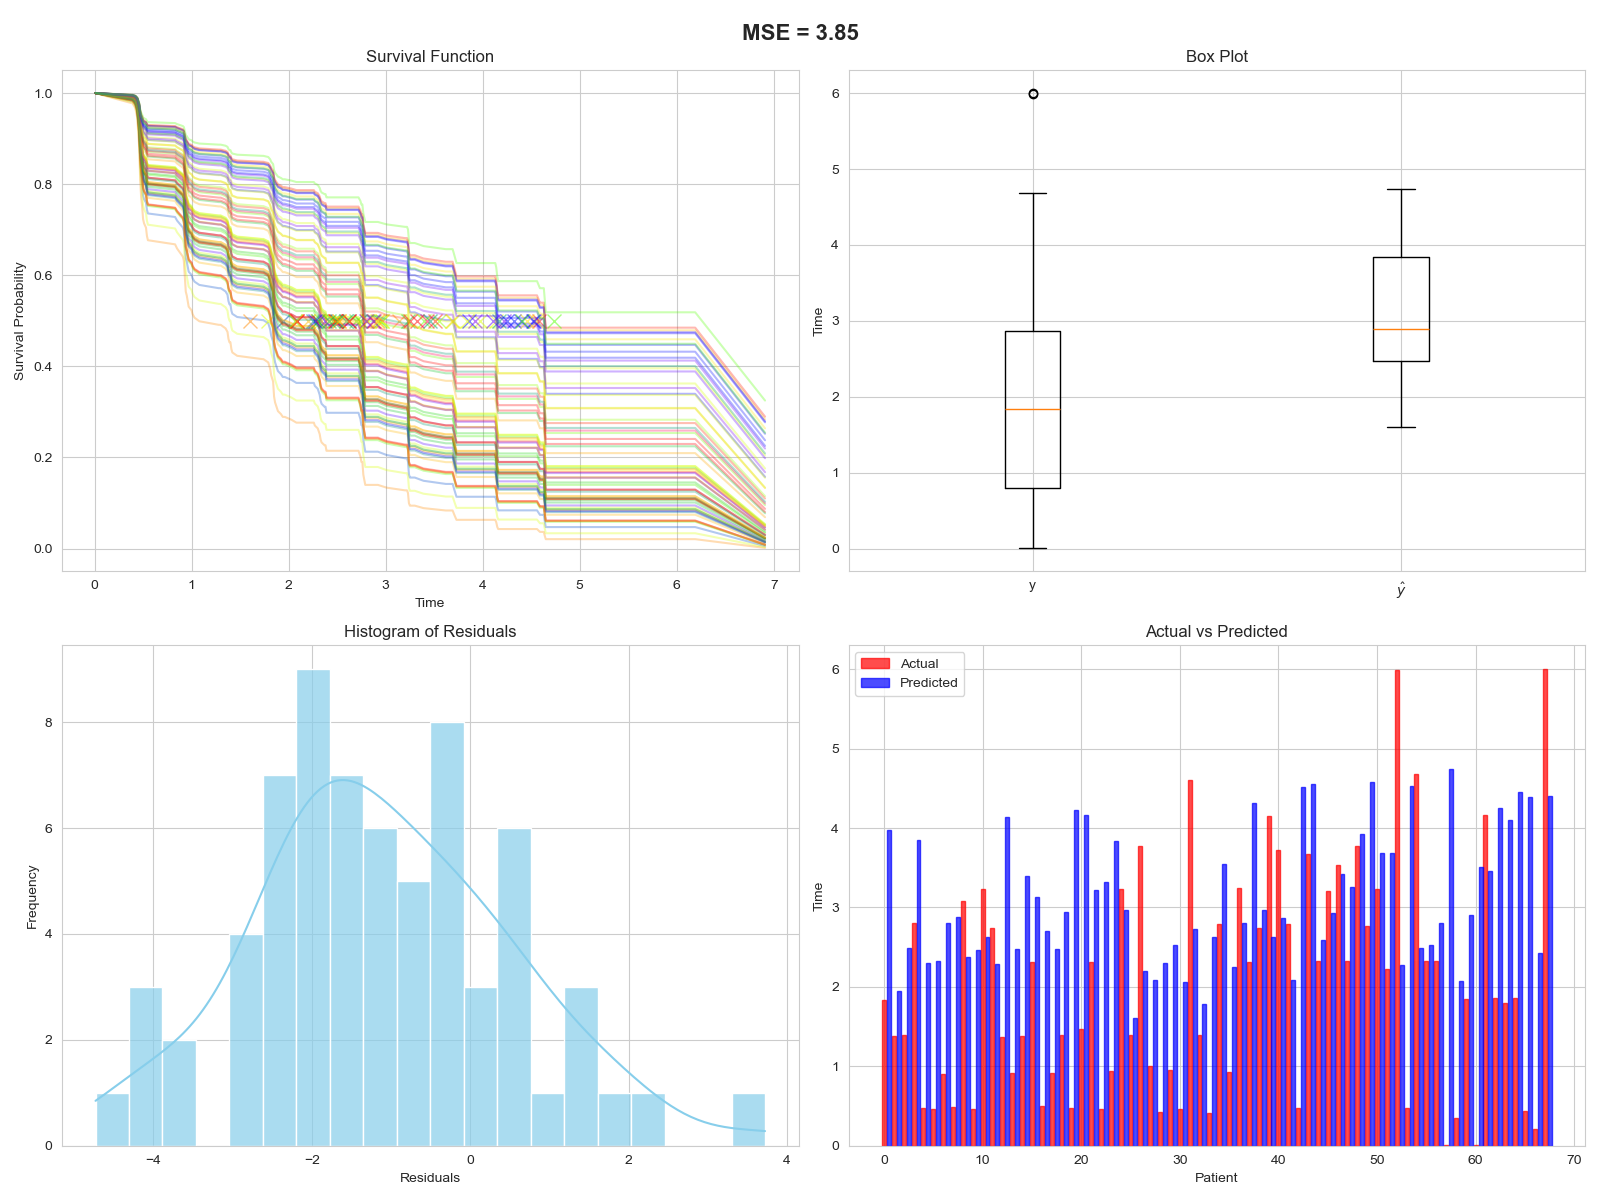 MSE = 3.85
Survival Function
Survival Probability
1.0
0.8
0.6
0.4
0.2
0.0
0 1 2 3 4 5 6 7
Time
Box Plot
Time
6
5
4
3
2
1
0
y ŷ
Histogram of Residuals
Frequency
8
6
4
2
0
−4 −2 0 2 4
Residuals
Actual vs Predicted
Actual
Predicted
Time
6
5
4
3
2
1
0
0 10 20 30 40 50 60 70
Patient